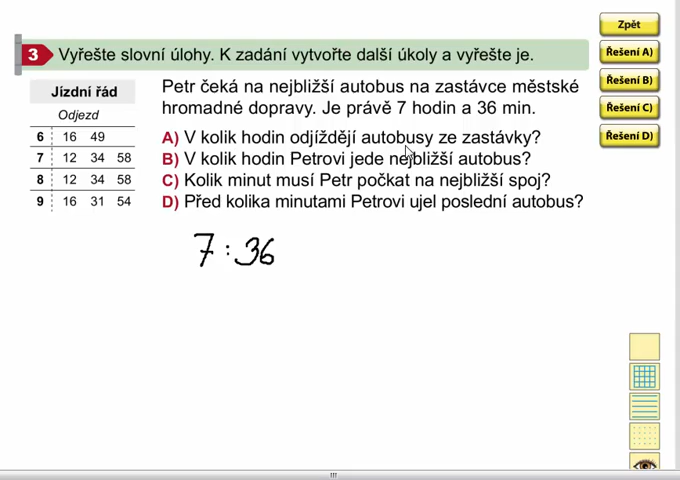 Zpět
3 Vyřešte slovní úlohy. K zadání vytvořte další úkoly a vyřešte je.
Řešení A)
Řešení B)
Řešení C)
Řešení D)
Jízdní řád
Odjezd
6 16 49
7 12 34 58
8 12 34 58
9 16 31 54
Petr čeká na nejbližší autobus na zastávce městské
hromadné dopravy. Je právě 7 hodin a 36 min.
A) V kolik hodin odjíždějí autobusy ze zastávky?
B) V kolik hodin Petrovi jede nejbližší autobus?
C) Kolik minut musí Petr počkat na nejbližší spoj?
D) Před kolika minutami Petrovi ujel poslední autobus?
7:36